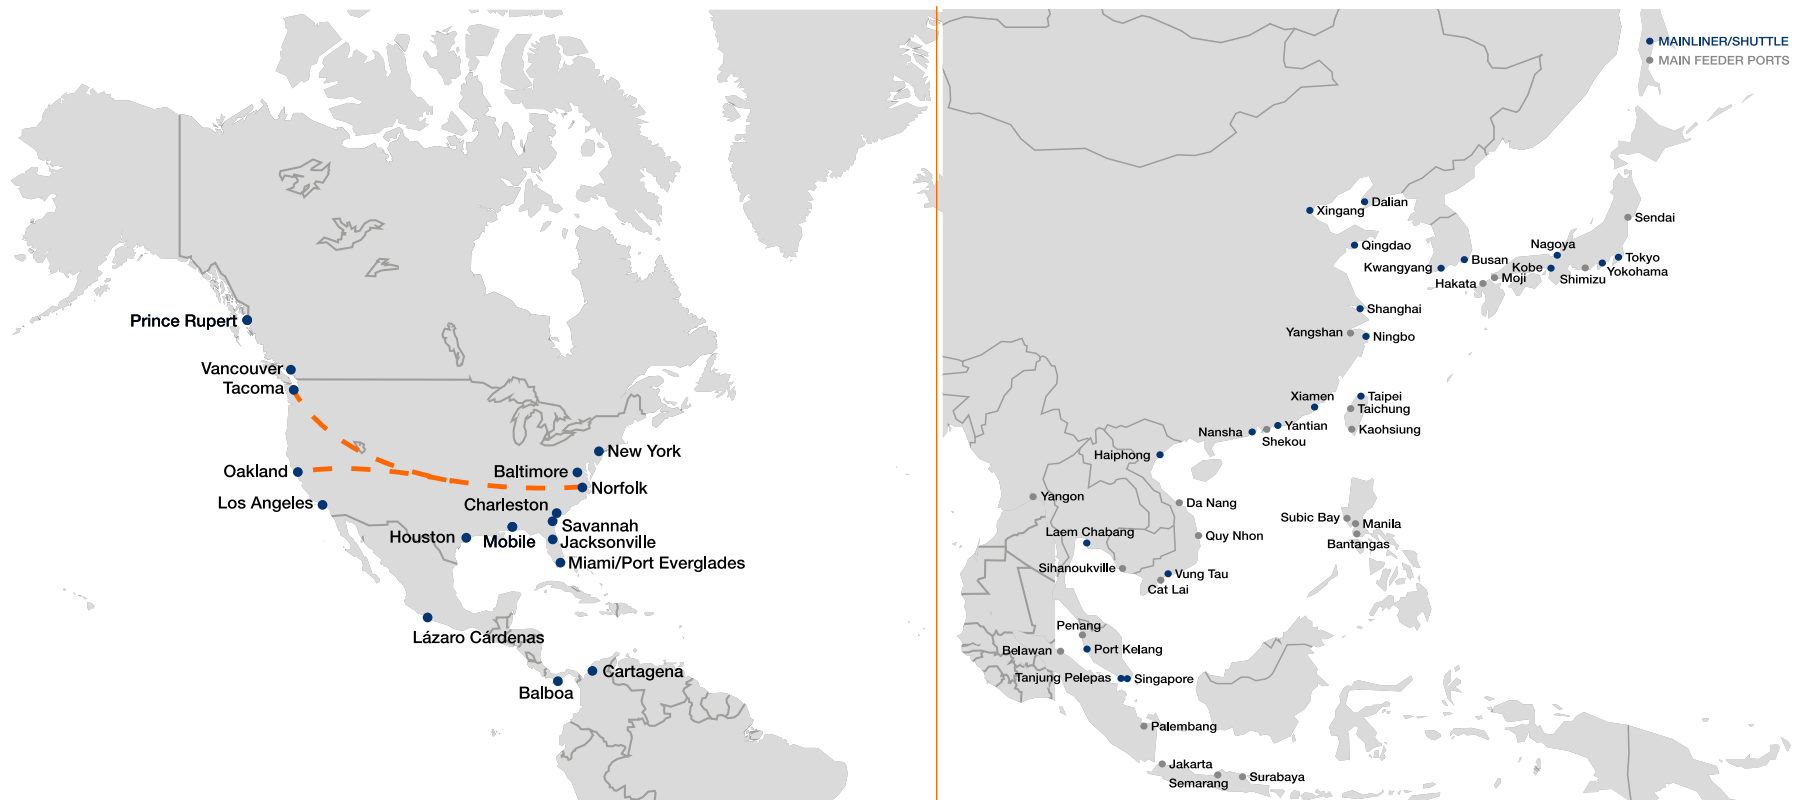 Prince Rupert
Vancouver
Tacoma
Oakland
Los Angeles
New York
Baltimore
Norfolk
Charleston
Savannah
Houston
Mobile
Jacksonville
Miami/Port Everglades
Lázaro Cárdenas
Cartagena
Balboa
MAINLINER/SHUTTLE
MAIN FEEDER PORTS
Dalian
Xingang
Sendai
Qingdao
Nagoya
Busan
Tokyo
Kwangyang
Kobe
Yokohama
Moji
Shimizu
Hakata
Shanghai
Yangshan
Ningbo
Xiamen
Taipei
Taichung
Yantian
Nansha
Shekou
Kaohsiung
Haiphong
Yangon
Da Nang
Subic Bay
Manila
Laem Chabang
Quy Nhon
Bantangas
Sihanoukville
Vung Tau
Cat Lai
Penang
Belawan
Port Kelang
Tanjung Pelepas
Singapore
Palembang
Jakarta
Semarang
Surabaya